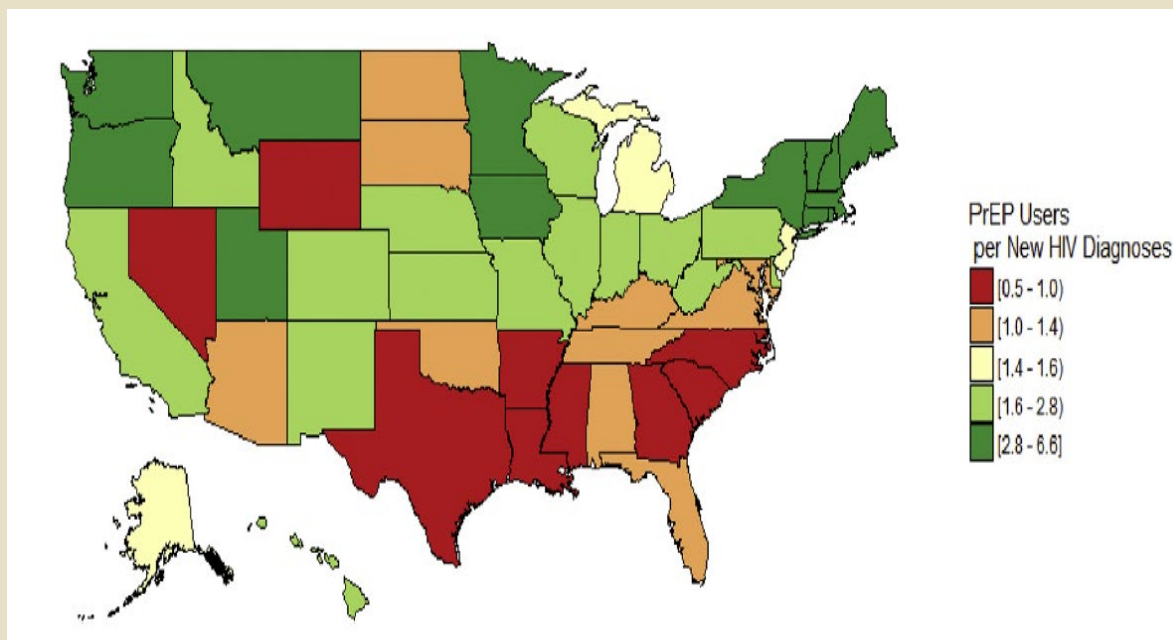 PrEP Users
per New HIV Diagnoses
[0.5 - 1.0)
[1.0 - 1.4)
[1.4 - 1.6)
[1.6 - 2.8)
[2.8 - 6.6]